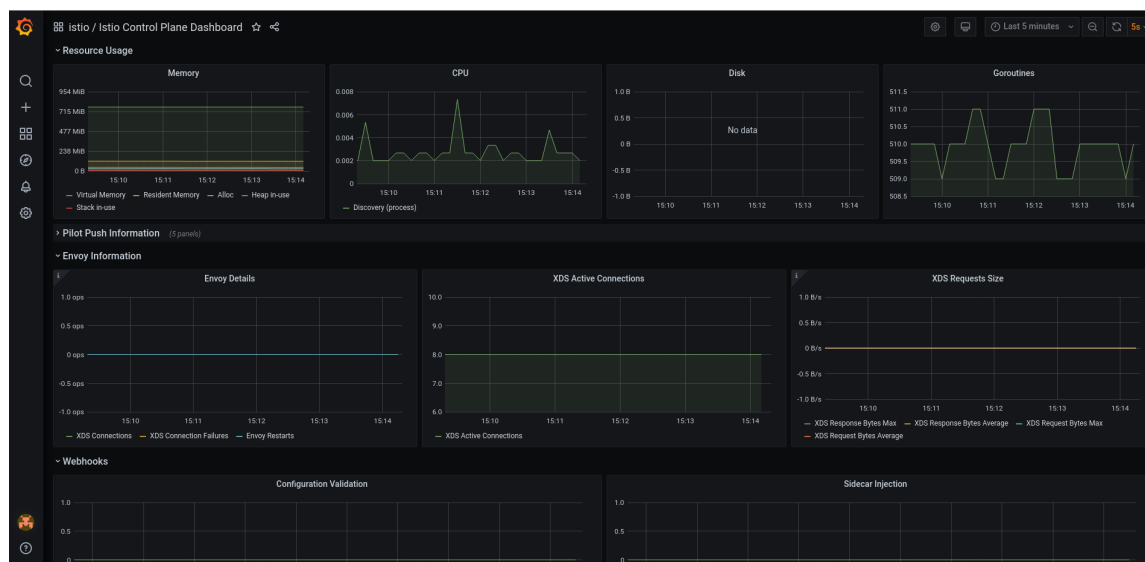 istio / Istio Control Plane Dashboard
Last 5 minutes
5s
Resource Usage
Memory
954 MiB
715 MiB
477 MiB
238 MiB
0 B
15:10 15:11 15:12 15:13 15:14
Virtual Memory Resident Memory Alloc Heap in-use
Stack in-use
CPU
0.008
0.006
0.004
0.002
0
15:10 15:11 15:12 15:13 15:14
Discovery (process)
Disk
1.0 B
0.5 B
0 B
-0.5 B
-1.0 B
No data
15:10 15:11 15:12 15:13 15:14
Goroutines
511.5
511.0
510.5
510.0
509.5
509.0
508.5
15:10 15:11 15:12 15:13 15:14
Pilot Push Information (5 panels)
Envoy Information
Envoy Details
1.0 ops
0.5 ops
0 ops
-0.5 ops
-1.0 ops
15:10 15:11 15:12 15:13 15:14
XDS Connections XDS Connection Failures Envoy Restarts
XDS Active Connections
10.0
9.0
8.0
7.0
6.0
15:10 15:11 15:12 15:13 15:14
XDS Active Connections
XDS Requests Size
1.0 B/s
0.5 B/s
0 B/s
-0.5 B/s
-1.0 B/s
15:10 15:11 15:12 15:13 15:14
XDS Response Bytes Max XDS Response Bytes Average XDS Request Bytes Max
XDS Request Bytes Average
Webhooks
Configuration Validation
1.0
0.5
0
Sidecar Injection
1.0
0.5
0